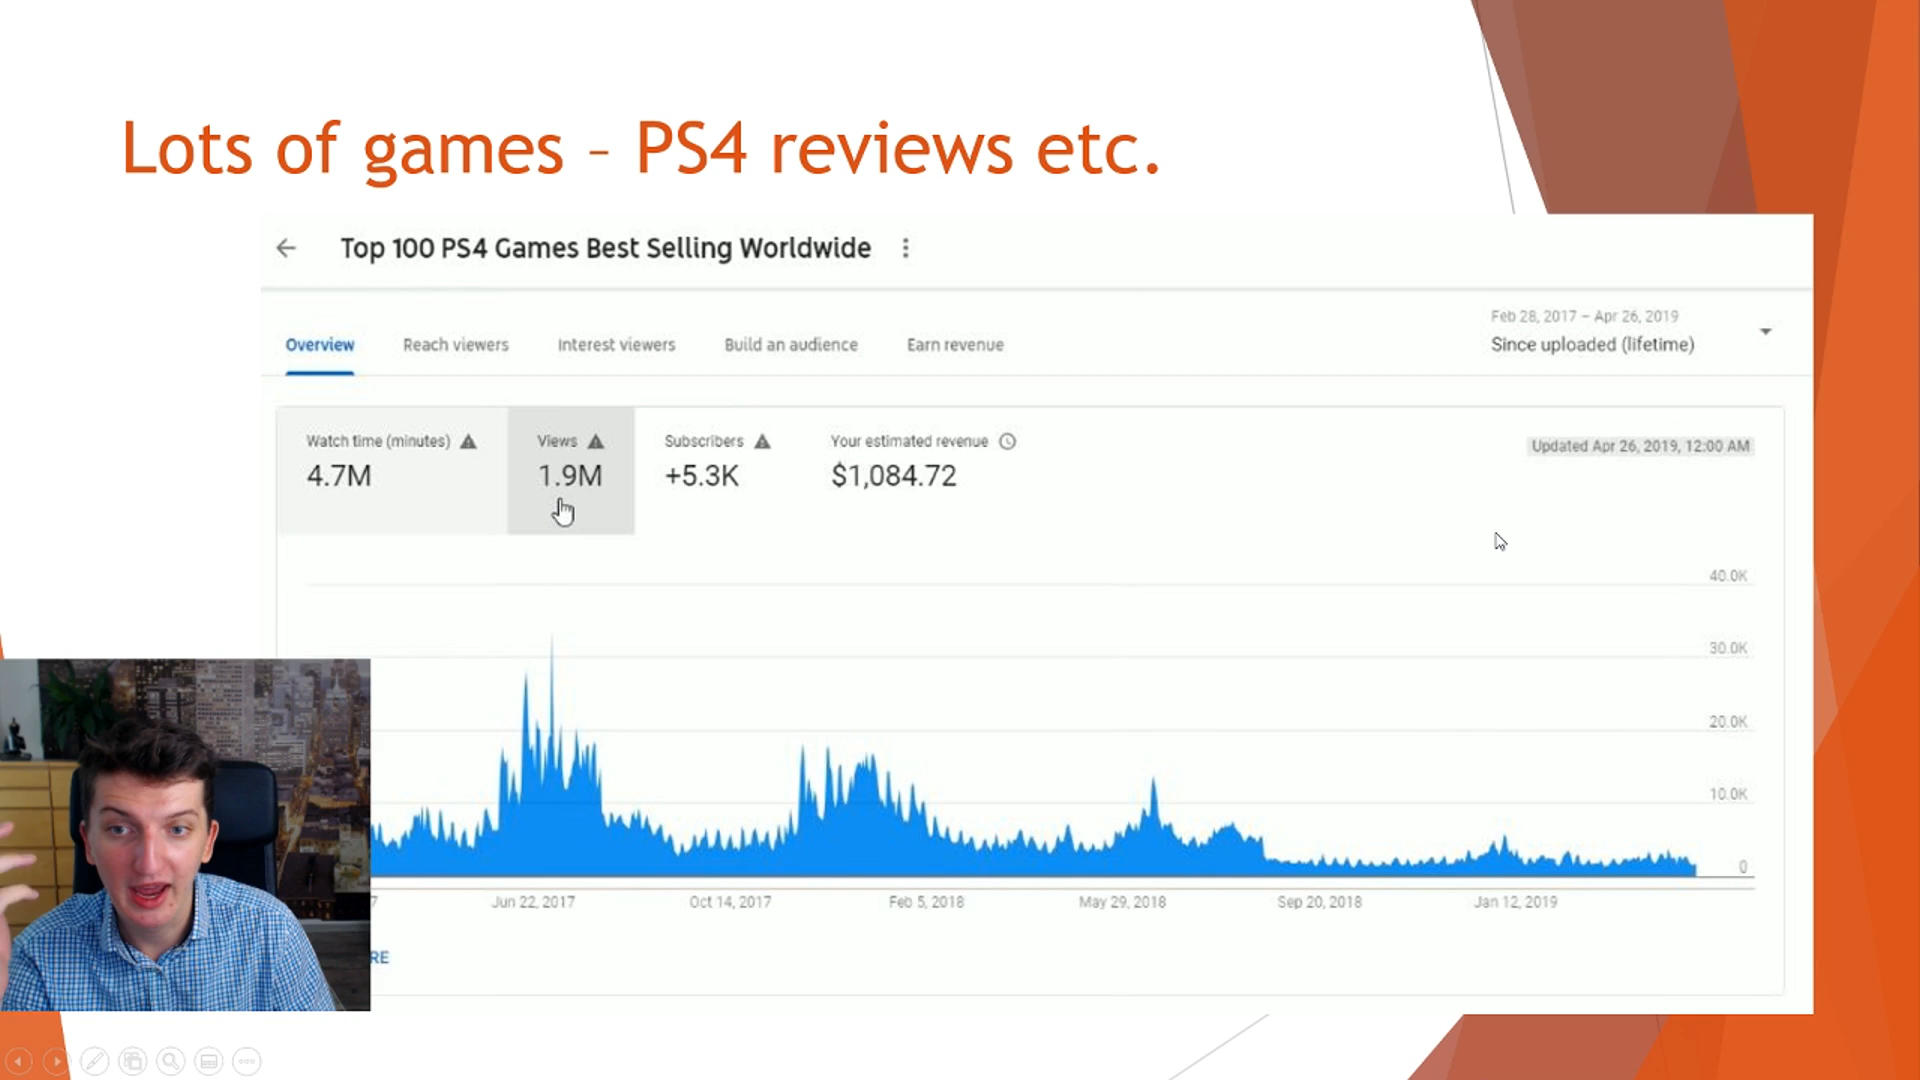 Lots of games – PS4 reviews etc.
Top 100 PS4 Games Best Selling Worldwide
Feb 28, 2017 – Apr 26, 2019
Overview Reach viewers Interest viewers Build an audience Earn revenue Since uploaded (lifetime)
Watch time (minutes) Views Subscribers Your estimated revenue Updated Apr 26, 2019, 12:00 AM
4.7M 1.9M +5.3K $1,084.72
40.0K
30.0K
20.0K
10.0K
0
7 Jun 22, 2017 Oct 14, 2017 Feb 5, 2018 May 29, 2018 Sep 20, 2018 Jan 12, 2019
RE